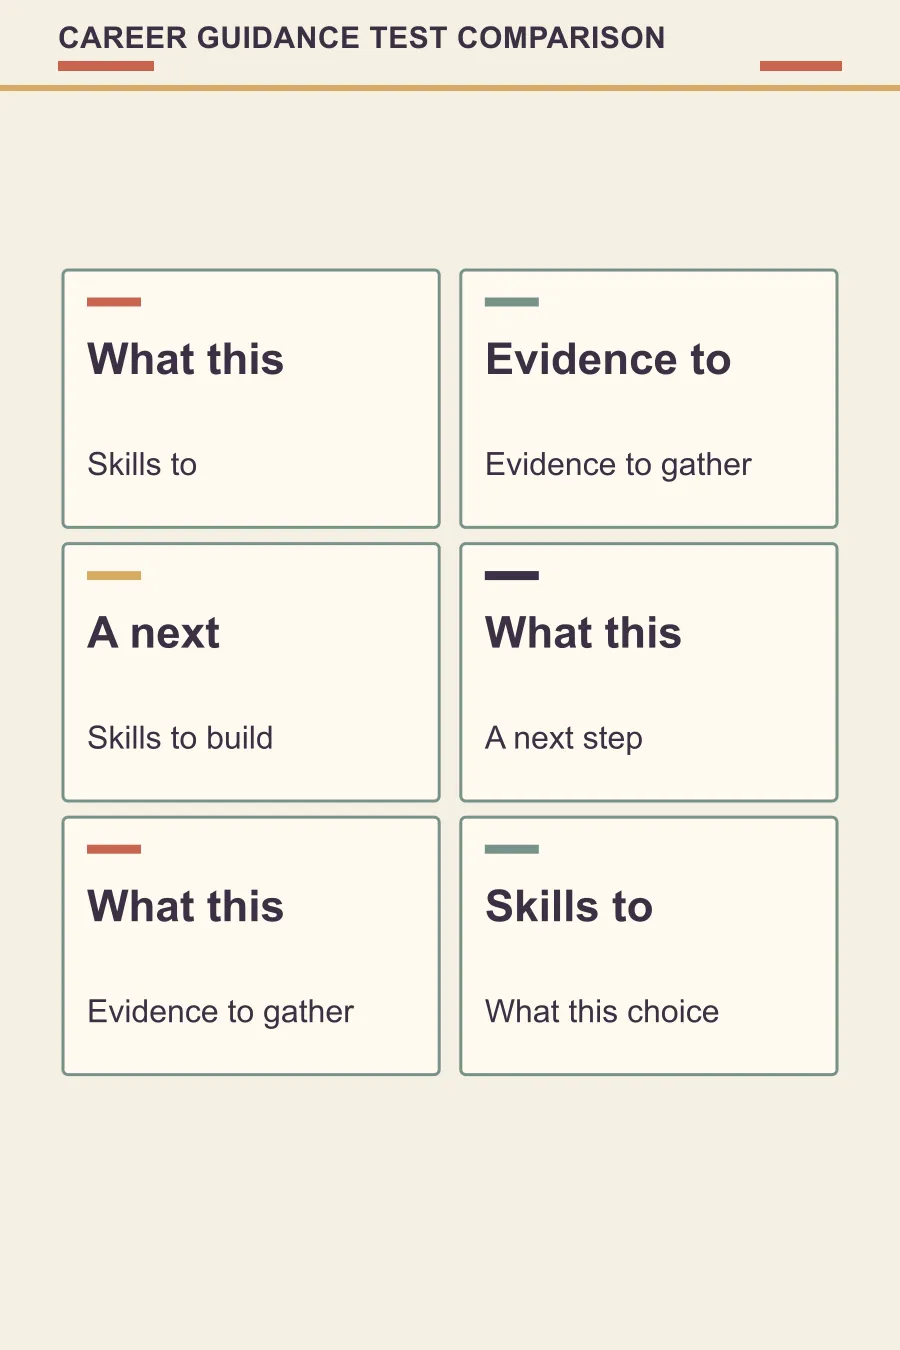 CAREER GUIDANCE TEST COMPARISON
What this
Skills to
Evidence to
Evidence to gather
A next
Skills to build
What this
A next step
What this
Evidence to gather
Skills to
What this choice